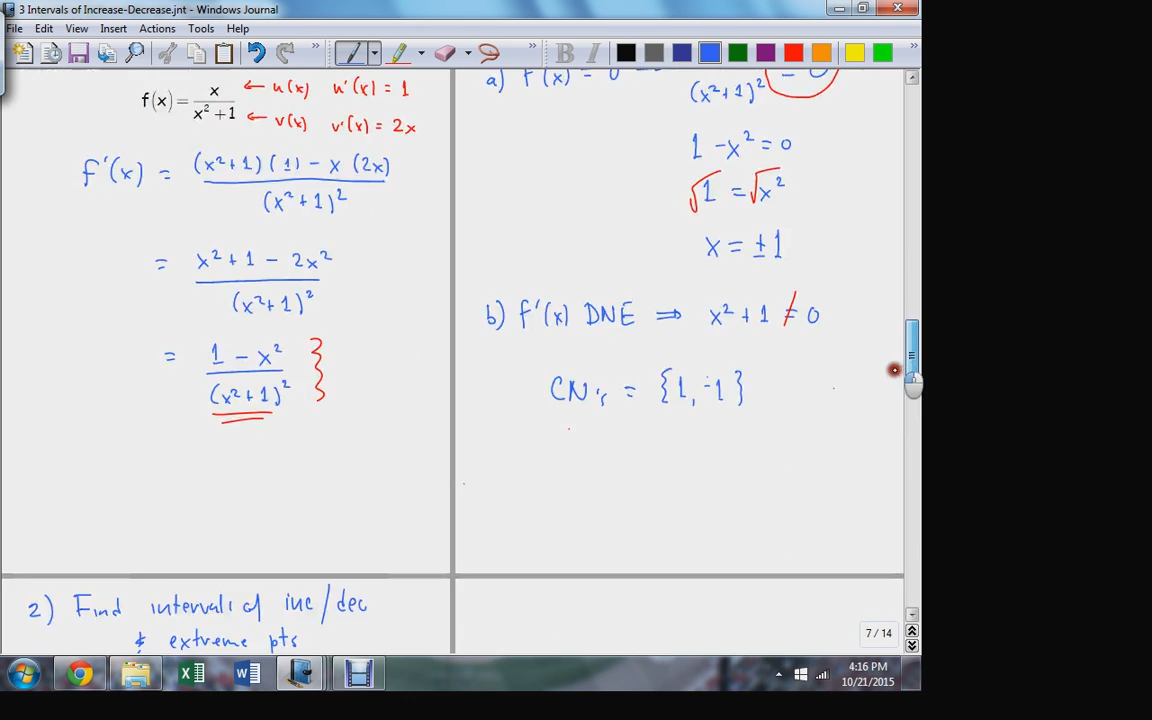 3 Intervals of Increase-Decrease.jnt - Windows Journal
File Edit View Insert Actions Tools Help
f(x) = x / (x² + 1)
← u(x) u'(x) = 1
← v(x) v'(x) = 2x
f'(x) = ((x²+1)(1) - x (2x)) / (x²+1)²
= (x² + 1 - 2x²) / (x²+1)²
= (1 - x²) / (x²+1)²
2) Find intervals of inc/dec
& extreme pts
a) f'(x) = 0
(x²+1)² = 0
1 - x² = 0
√1 = √x²
x = ±1
b) f'(x) DNE ⇒ x² + 1 ≠ 0
CN's = {1, -1}
7 / 14
4:16 PM
10/21/2015